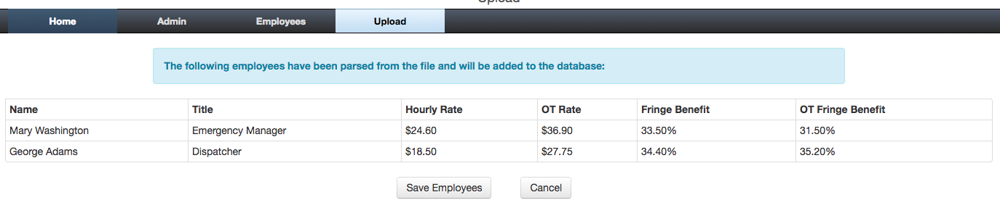 Upload
Home Admin Employees Upload
The following employees have been parsed from the file and will be added to the database:
Name Title Hourly Rate OT Rate Fringe Benefit OT Fringe Benefit
Mary Washington Emergency Manager $24.60 $36.90 33.50% 31.50%
George Adams Dispatcher $18.50 $27.75 34.40% 35.20%
Save Employees Cancel